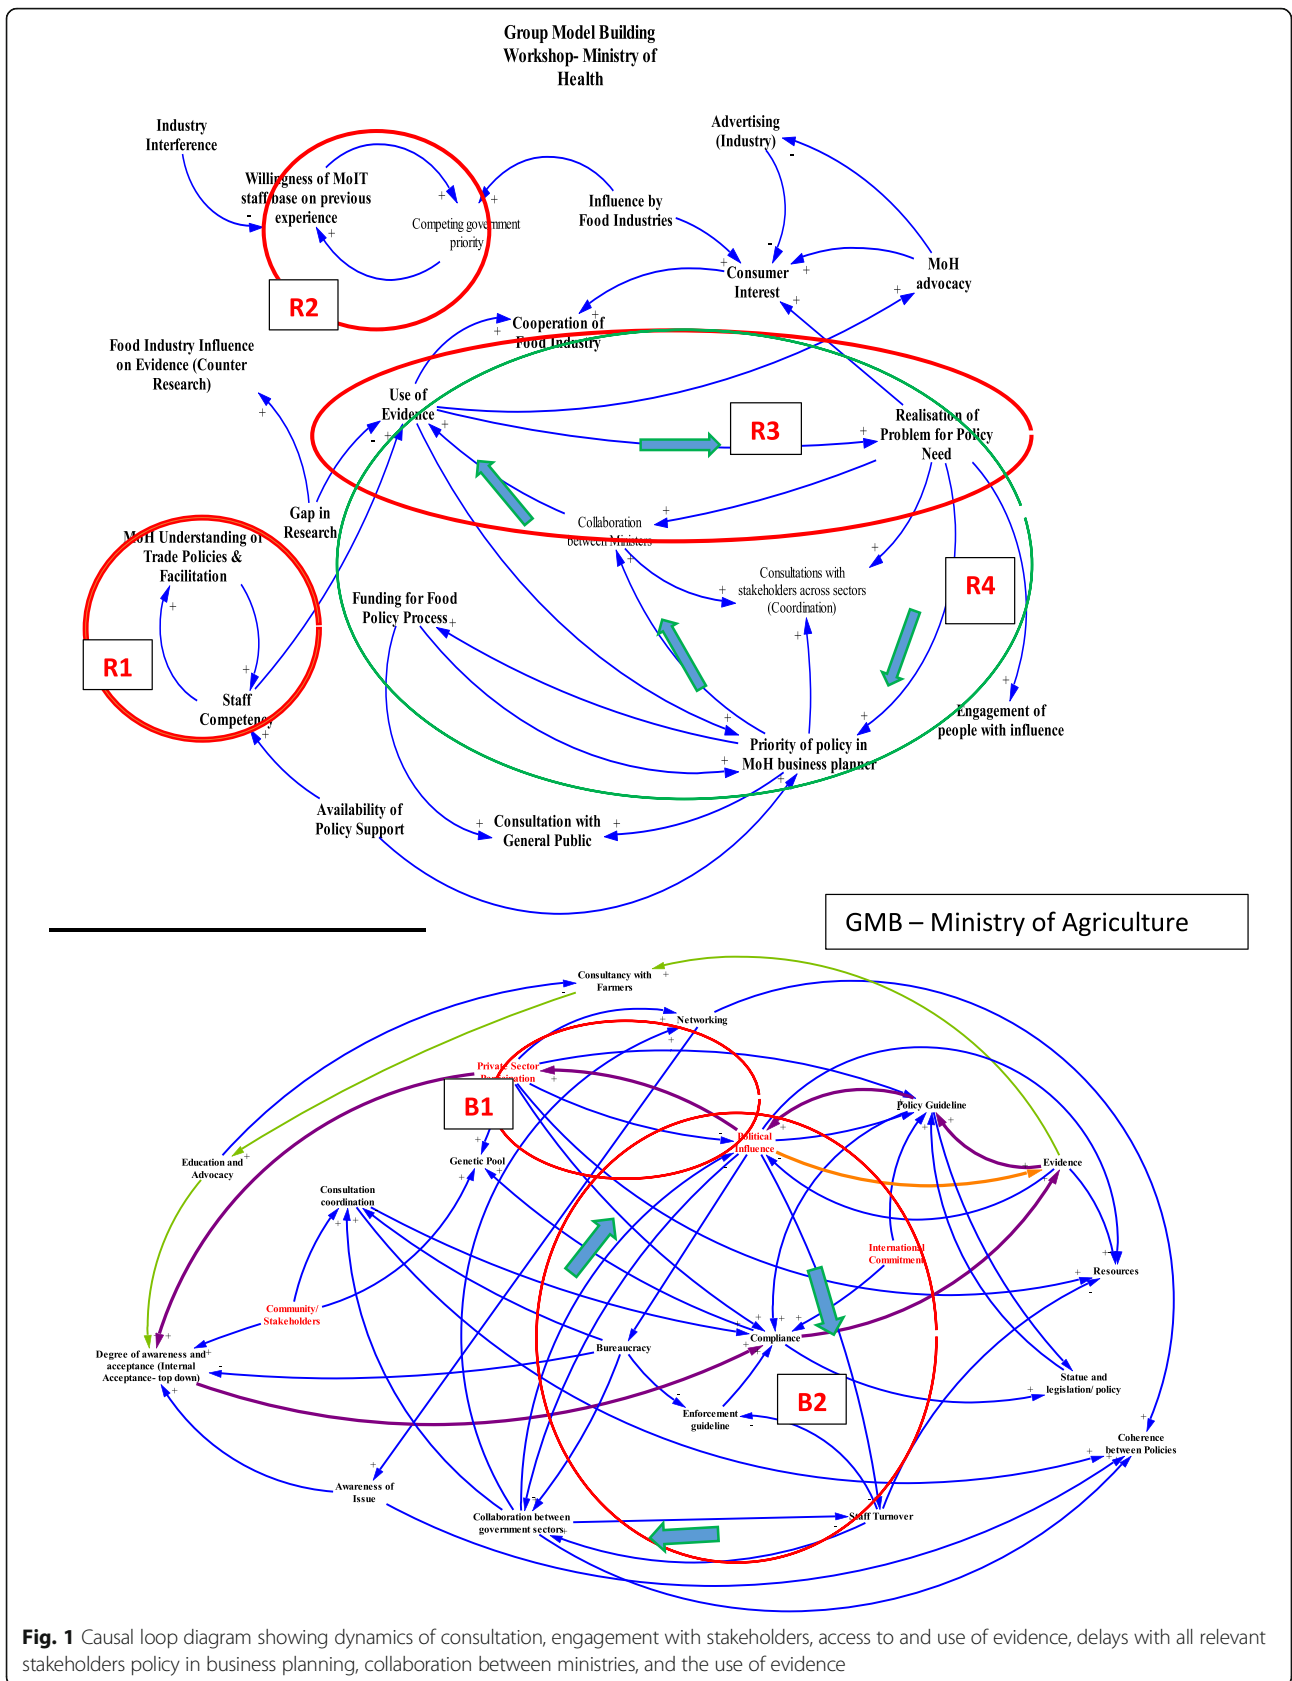 Group Model Building
Workshop- Ministry of
Health
Industry
Interference
Advertising
(Industry)
Willingness of MoIT
staff base on previous
experience
Competing government
priority
Influence by
Food Industries
Consumer
Interest
MoH
advocacy
R2
Cooperation of
Food Industry
Food Industry Influence
on Evidence (Counter
Research)
Use of
Evidence
R3
Realisation of
Problem for Policy
Need
Gap in
Research
Collaboration
between Ministers
MoH Understanding of
Trade Policies &
Facilitation
Consultations with
stakeholders across sectors
(Coordination)
R4
Funding for Food
Policy Process
R1
Staff
Competency
Engagement of
people with influence
Priority of policy in
MoH business planner
Availability of
Policy Support
Consultation with
General Public
GMB – Ministry of Agriculture
Consultancy with
Farmers
Networking
Private Sector
Participation
B1
Policy Guideline
Political
Influence
Genetic Pool
Evidence
Education and
Advocacy
Consultation
coordination
International
Commitment
Resources
Community/
Stakeholders
Compliance
Bureaucracy
Degree of awareness and
acceptance (Internal
Acceptance- top down)
Statue and
legislation/ policy
B2
Enforcement
guideline
Coherence
between Policies
Awareness of
Issue
Collaboration between
government sectors
Staff Turnover
Fig. 1 Causal loop diagram showing dynamics of consultation, engagement with stakeholders, access to and use of evidence, delays with all relevant
stakeholders policy in business planning, collaboration between ministries, and the use of evidence